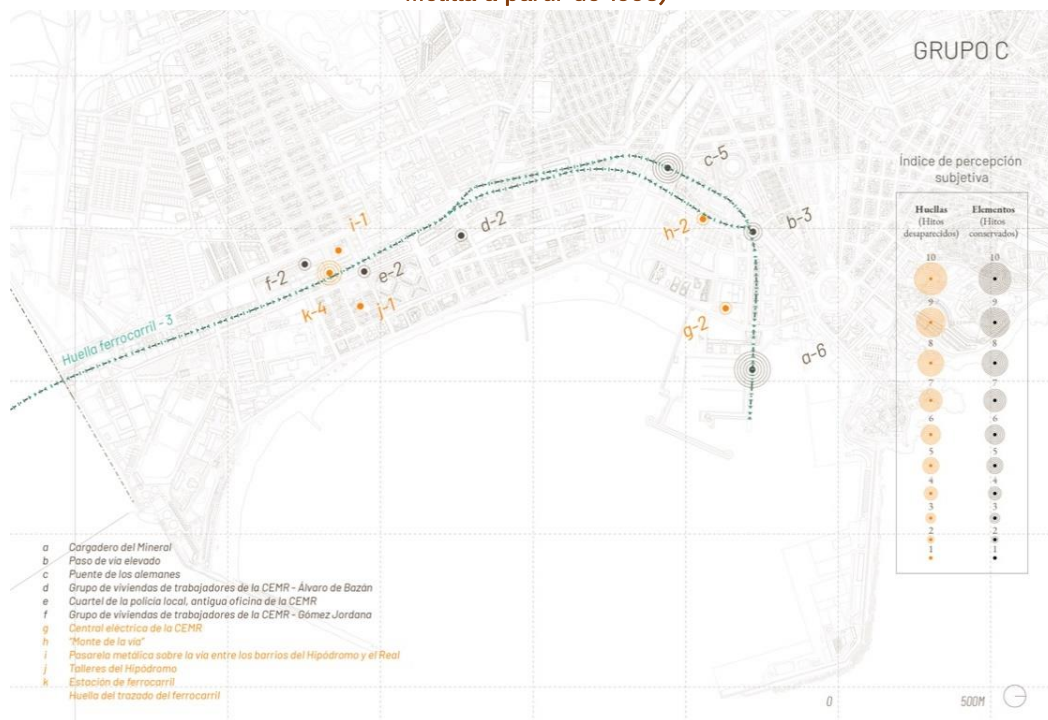 Melilla a partir de 1959)
GRUPO C
c-5
Índice de percepción
subjetiva
Huellas
(Hitos
desaparecidos)
Elementos
(Hitos
conservados)
10 10
9 9
8 8
7 7
6 6
5 5
4 4
3 3
2 2
1 1
i-1
d-2
h-2
b-3
f-2
e-2
k-4
j-1
g-2
a-6
Huella ferrocarril - 3
a Cargadero del Mineral
b Paso de vía elevado
c Puente de los alemanes
d Grupo de viviendas de trabajadores de la CEMR - Álvaro de Bazán
e Cuartel de la policía local, antigua oficina de la CEMR
f Grupo de viviendas de trabajadores de la CEMR - Gómez Jordana
g Central eléctrica de la CEMR
h "Monte de la vía"
i Pasarela metálica sobre la vía entre los barrios del Hipódromo y el Real
j Talleres del Hipódromo
k Estación de ferrocarril
Huella del trazado del ferrocarril
0 500M